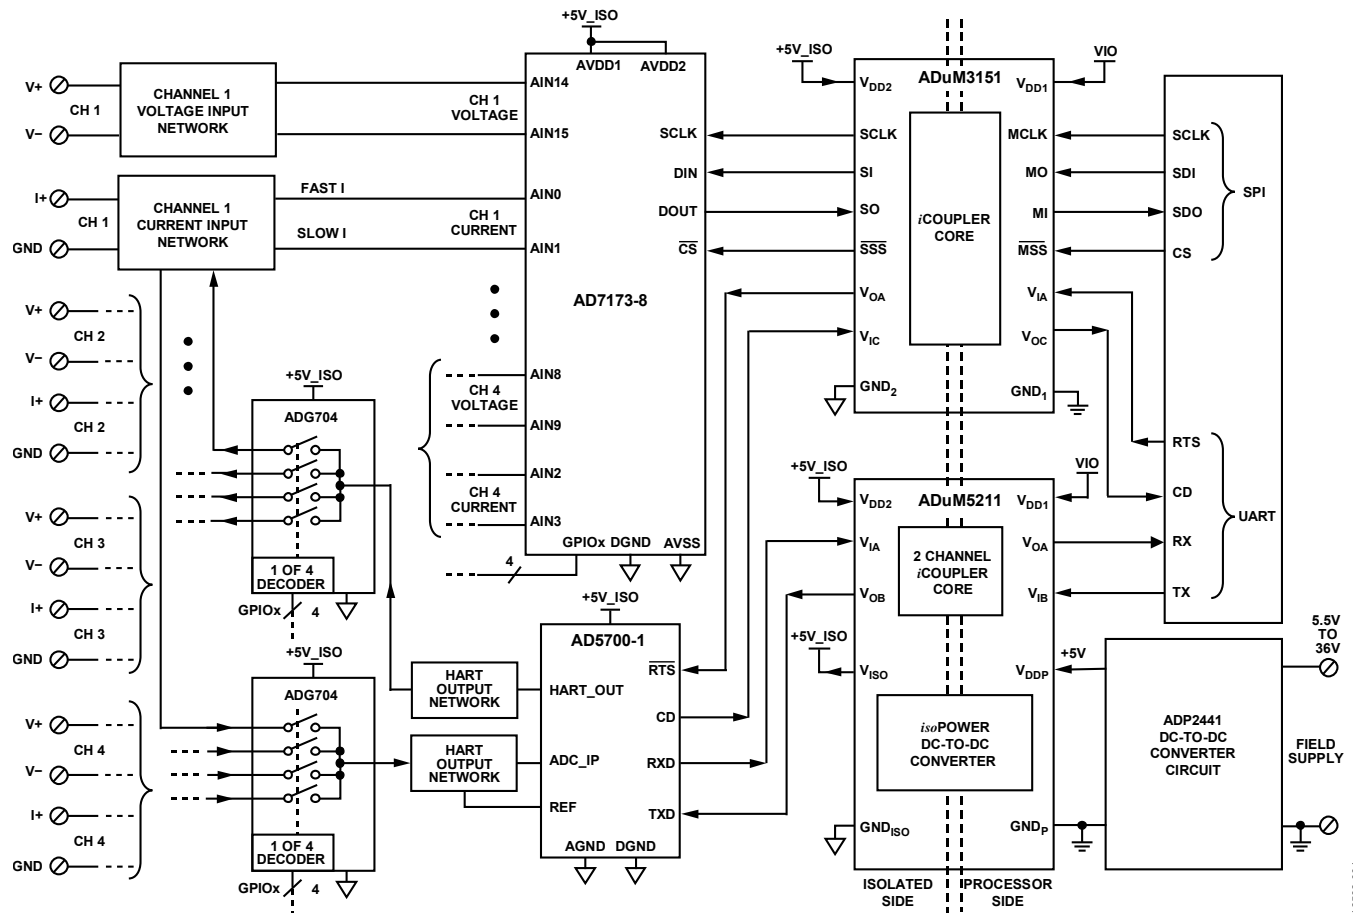 +5V_ISO
AVDD1
AVDD2
V+
CH 1
V−
CHANNEL 1
VOLTAGE INPUT
NETWORK
CH 1
VOLTAGE
AIN14
AIN15
I+
CH 1
GND
CHANNEL 1
CURRENT INPUT
NETWORK
FAST I
SLOW I
CH 1
CURRENT
AIN0
AIN1
AD7173-8
SCLK
DIN
DOUT
CS
V+
CH 2
V−
I+
CH 2
GND
V+
CH 3
V−
I+
CH 3
GND
V+
CH 4
V−
I+
CH 4
GND
CH 4
VOLTAGE
CH 4
CURRENT
AIN8
AIN9
AIN2
AIN3
GPIOx
DGND
AVSS
4
+5V_ISO
ADG704
1 OF 4
DECODER
GPIOx
4
+5V_ISO
ADG704
1 OF 4
DECODER
GPIOx
4
HART
OUTPUT
NETWORK
HART
OUTPUT
NETWORK
+5V_ISO
AD5700-1
HART_OUT
ADC_IP
REF
RTS
CD
RXD
TXD
AGND
DGND
+5V_ISO
VIO
ADuM3151
VDD2
SCLK
SI
SO
SSS
VOA
VIC
GND2
iCOUPLER
CORE
VDD1
MCLK
MO
MI
MSS
VIA
VOC
GND1
SCLK
SDI
SDO
CS
SPI
RTS
CD
RX
TX
UART
+5V_ISO
VIO
ADuM5211
VDD2
VIA
VOB
+5V_ISO
VISO
GNDISO
2 CHANNEL
iCOUPLER
CORE
isoPOWER
DC-TO-DC
CONVERTER
VDD1
VOA
VIB
VDDP
GNDP
+5V
ADP2441
DC-TO-DC
CONVERTER
CIRCUIT
5.5V
TO
36V
FIELD
SUPPLY
ISOLATED
SIDE
PROCESSOR
SIDE